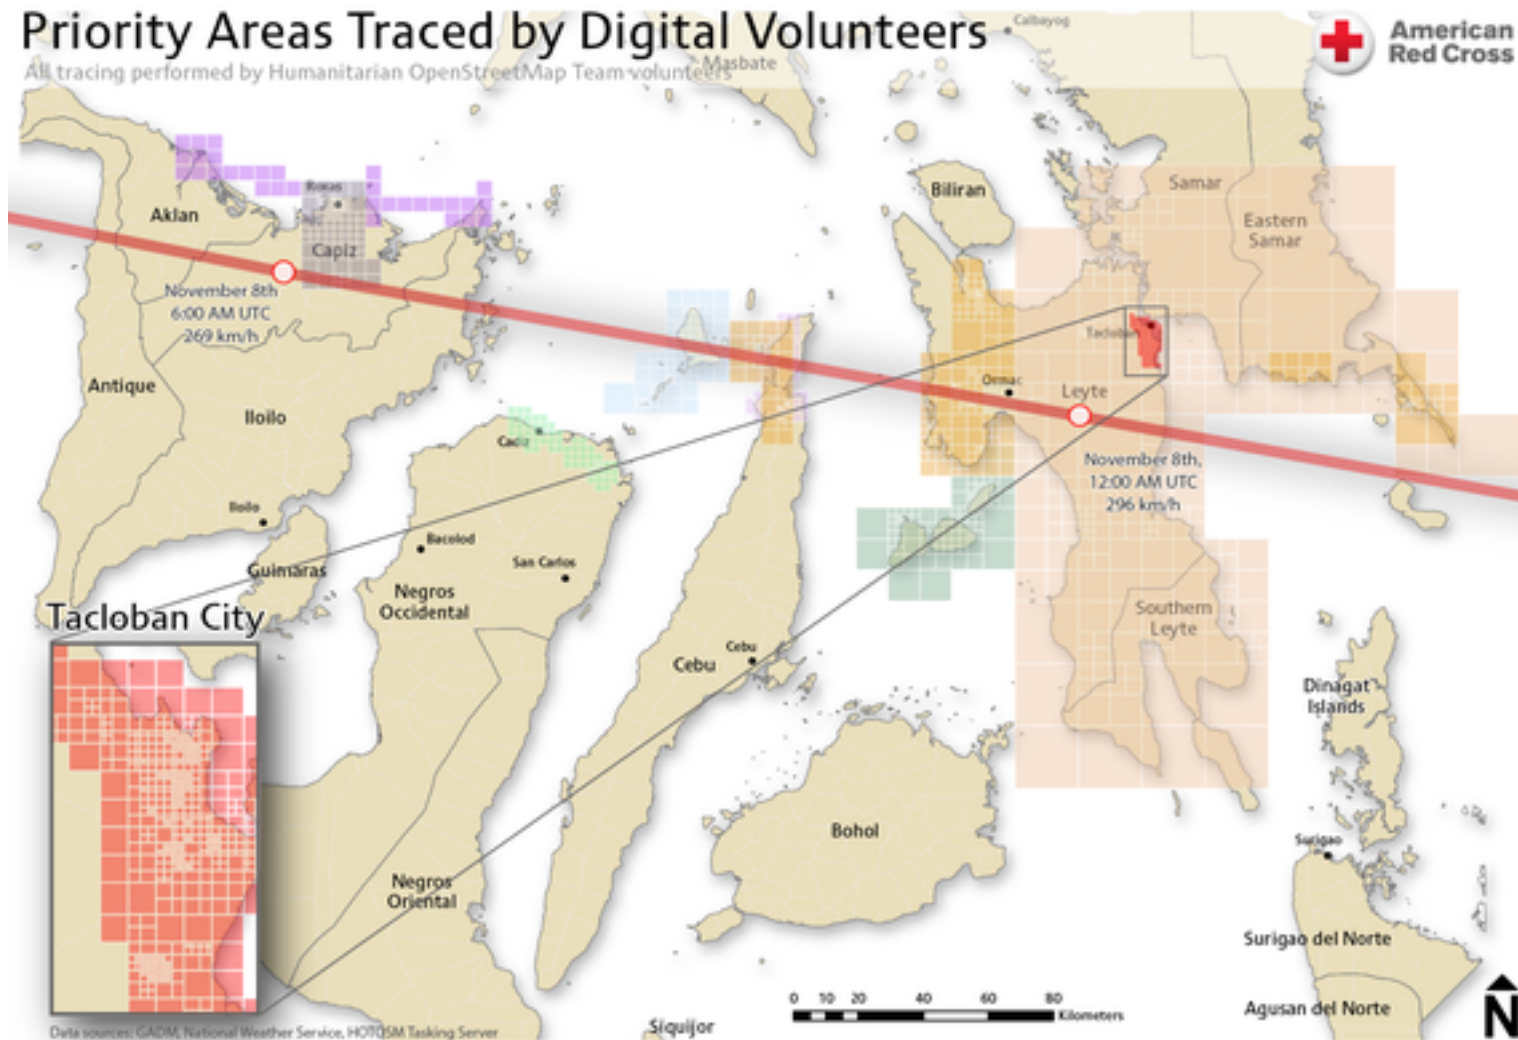 Priority Areas Traced by Digital Volunteers
All tracing performed by Humanitarian OpenStreetMap Team volunteers
American
Red Cross
Calbayog
Masbate
Biliran
Samar
Eastern
Samar
Roxas
Aklan
Capiz
November 8th
6:00 AM UTC
269 km/h
Tacloban
Antique
Iloilo
Ormoc
Leyte
Cadiz
November 8th,
12:00 AM UTC
296 km/h
Iloilo
Bacolod
San Carlos
Guimaras
Negros
Occidental
Southern
Leyte
Tacloban City
Cebu
Cebu
Dinagat
Islands
Bohol
Surigao
Negros
Oriental
Surigao del Norte
Agusan del Norte
0 10 20 40 60 80
Kilometers
N
Siquijor
Data sources: GADM, National Weather Service, HOTOSM Tasking Server